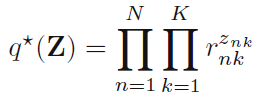 q^⋆(𝐙) = ∏_{n=1}^{N} ∏_{k=1}^{K} r_{nk}^{z_{nk}}